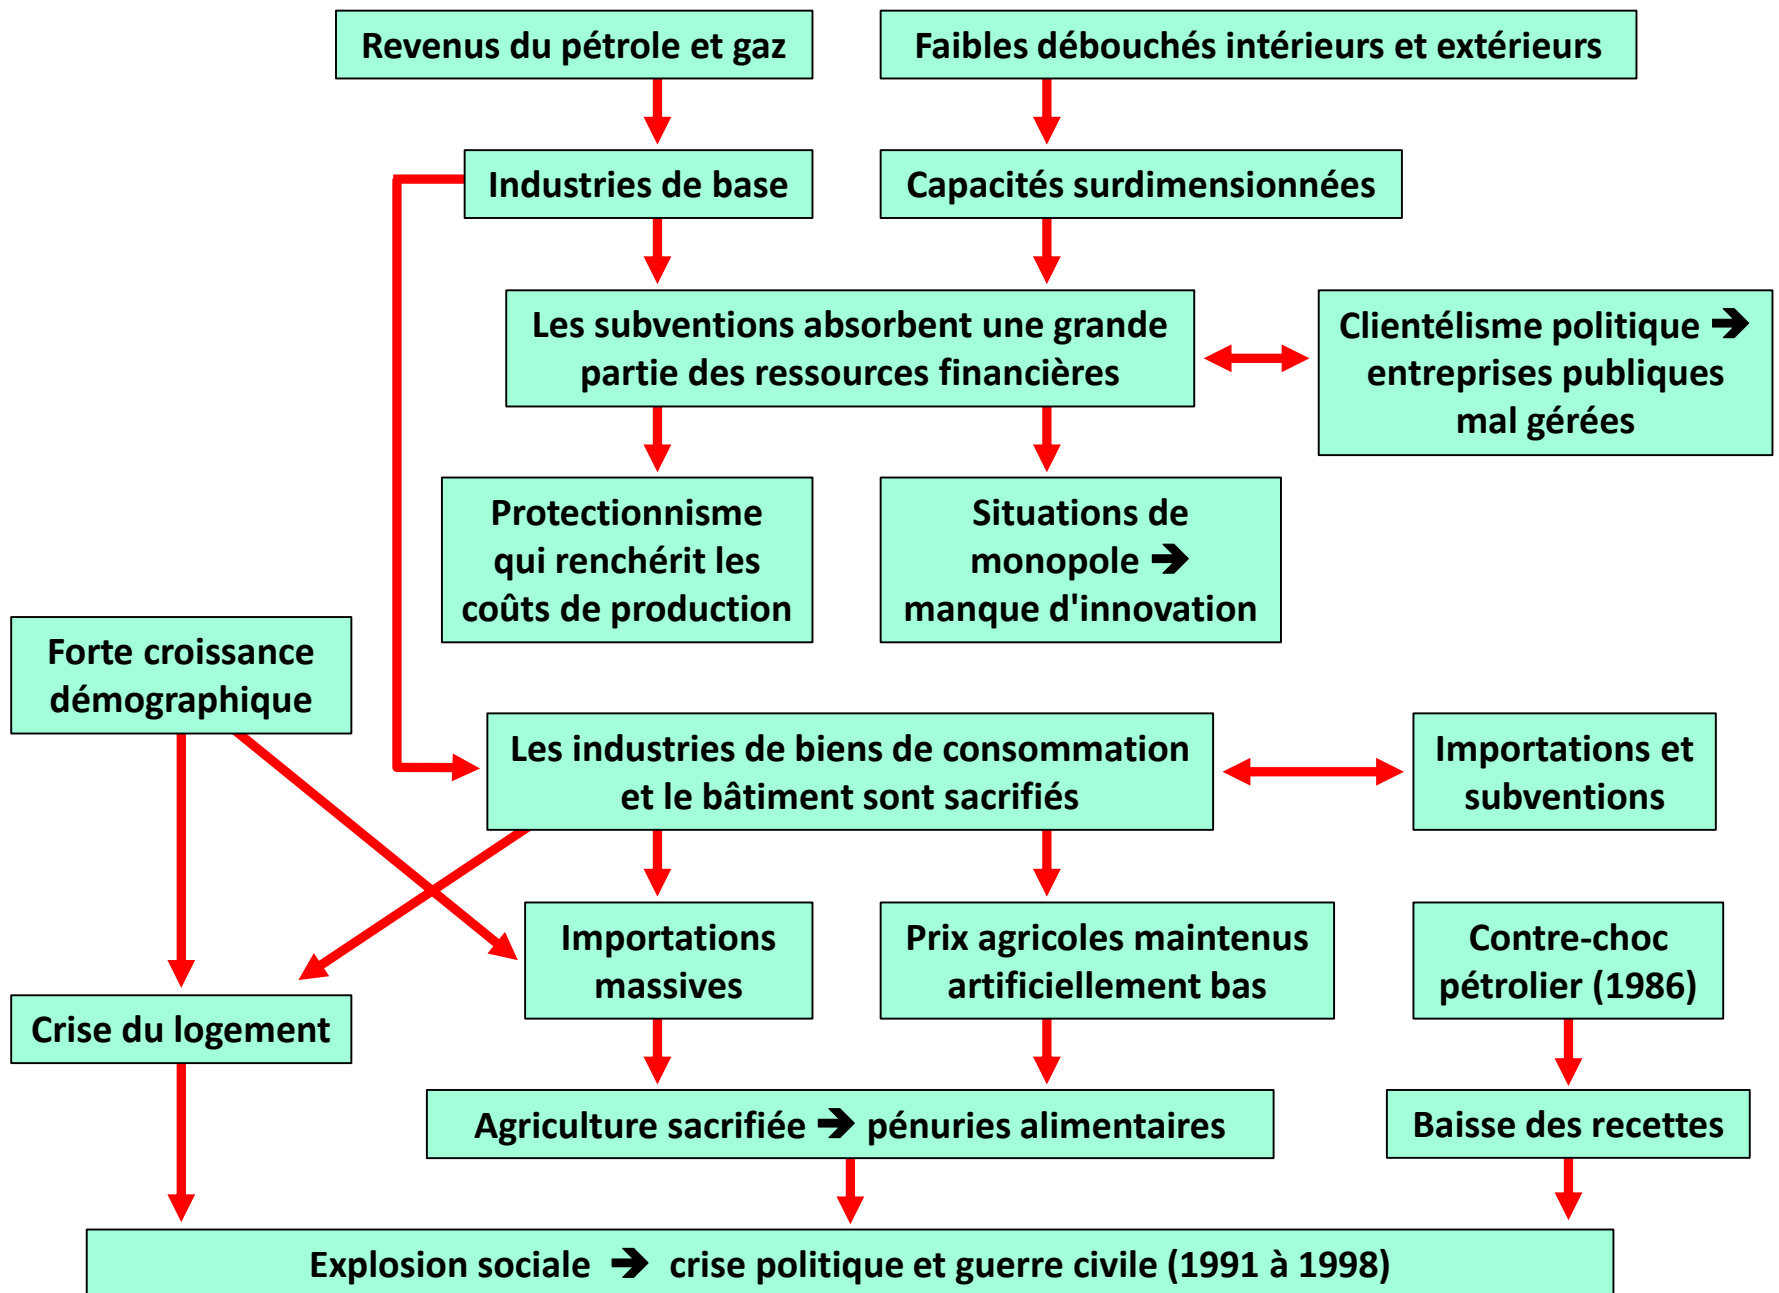 Revenus du pétrole et gaz
Faibles débouchés intérieurs et extérieurs
Industries de base
Capacités surdimensionnées
Les subventions absorbent une grande
partie des ressources financières
Clientélisme politique ➔
entreprises publiques
mal gérées
Protectionnisme
qui renchérit les
coûts de production
Situations de
monopole ➔
manque d'innovation
Forte croissance
démographique
Les industries de biens de consommation
et le bâtiment sont sacrifiés
Importations et
subventions
Importations
massives
Prix agricoles maintenus
artificiellement bas
Contre-choc
pétrolier (1986)
Crise du logement
Agriculture sacrifiée ➔ pénuries alimentaires
Baisse des recettes
Explosion sociale ➔ crise politique et guerre civile (1991 à 1998)